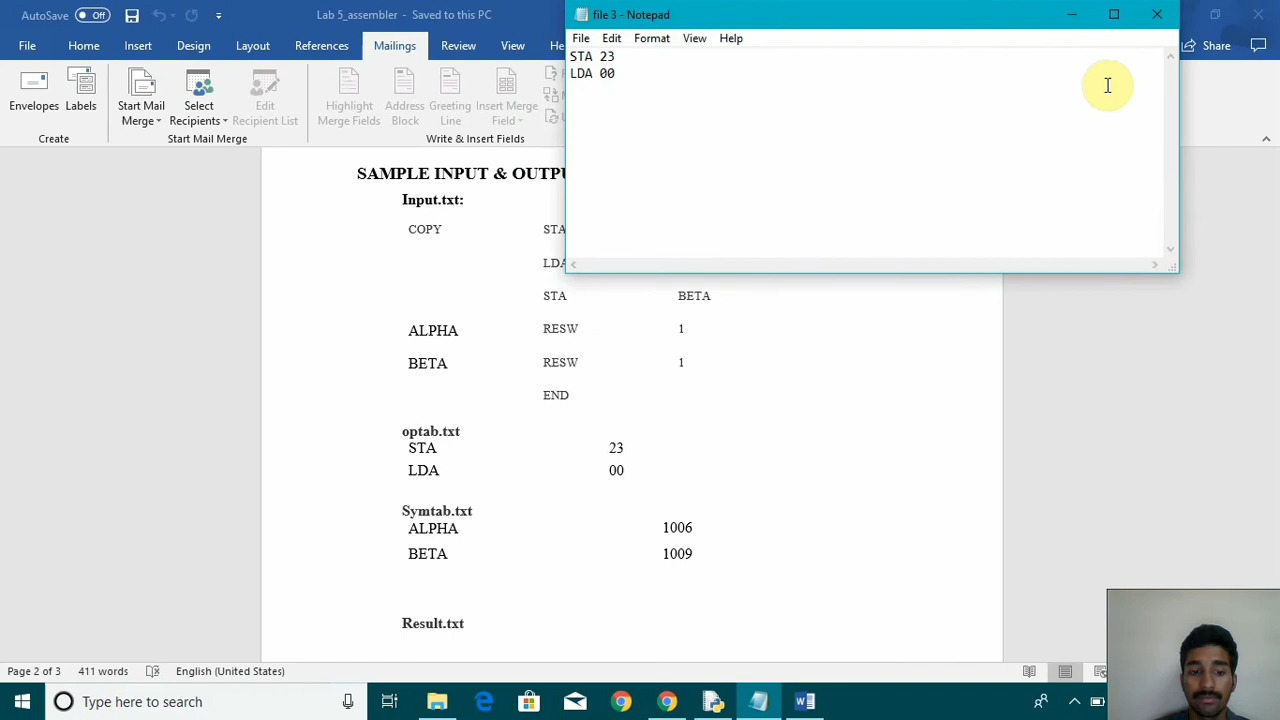 AutoSave Off Lab 5_assembler - Saved to this PC
file 3 - Notepad
File Edit Format View Help
STA 23
LDA 00
File Home Insert Design Layout References Mailings Review View Share
Envelopes Labels Start Mail Merge Select Recipients Edit Recipient List Highlight Merge Fields Address Block Greeting Line Insert Merge Field
Create Start Mail Merge Write & Insert Fields
SAMPLE INPUT &
Input.txt:
COPY
STA BETA
ALPHA RESW 1
BETA RESW 1
END
optab.txt
STA 23
LDA 00
Symtab.txt
ALPHA 1006
BETA 1009
Result.txt
Page 2 of 3 411 words English (United States)
Type here to search